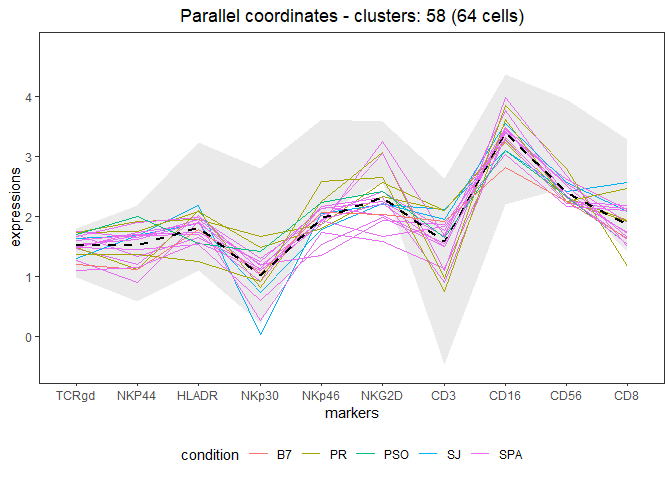 Parallel coordinates - clusters: 58 (64 cells)
expressions
4
3
2
1
0
TCRgd NKP44 HLADR NKp30 NKp46 NKG2D CD3 CD16 CD56 CD8
markers
condition B7 PR PSO SJ SPA